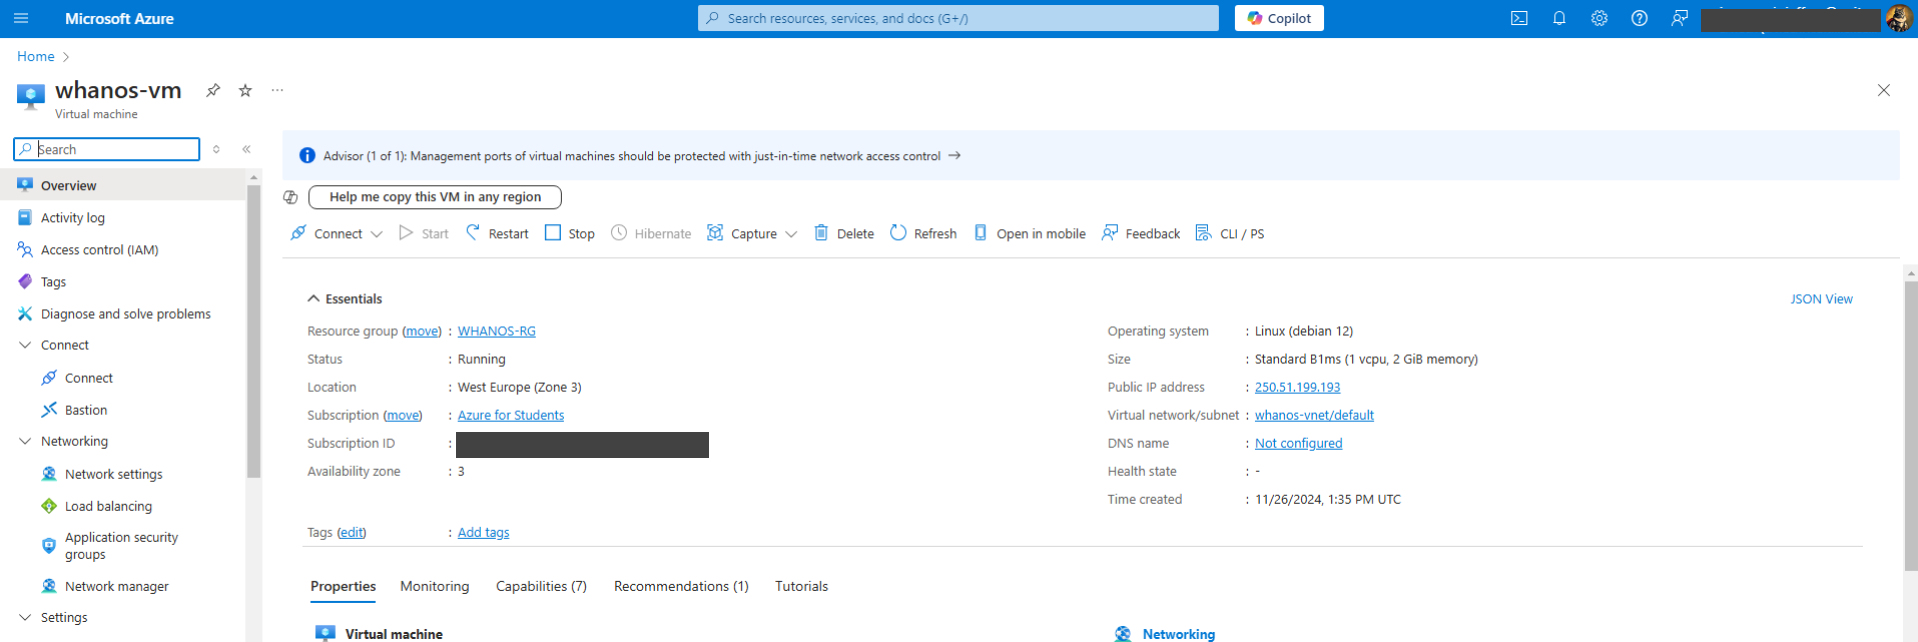 Microsoft Azure
Search resources, services, and docs (G+/)
Copilot
Home
whanos-vm
Virtual machine
Search
Advisor (1 of 1): Management ports of virtual machines should be protected with just-in-time network access control →
Help me copy this VM in any region
Connect Start Restart Stop Hibernate Capture Delete Refresh Open in mobile Feedback CLI / PS
Overview
Activity log
Access control (IAM)
Tags
Diagnose and solve problems
Connect
Connect
Bastion
Networking
Network settings
Load balancing
Application security
groups
Network manager
Settings
Essentials
JSON View
Resource group (move) : WHANOS-RG
Status : Running
Location : West Europe (Zone 3)
Subscription (move) : Azure for Students
Subscription ID :
Availability zone : 3
Operating system : Linux (debian 12)
Size : Standard B1ms (1 vcpu, 2 GiB memory)
Public IP address : 250.51.199.193
Virtual network/subnet : whanos-vnet/default
DNS name : Not configured
Health state : -
Time created : 11/26/2024, 1:35 PM UTC
Tags (edit) : Add tags
Properties Monitoring Capabilities (7) Recommendations (1) Tutorials
Virtual machine
Networking